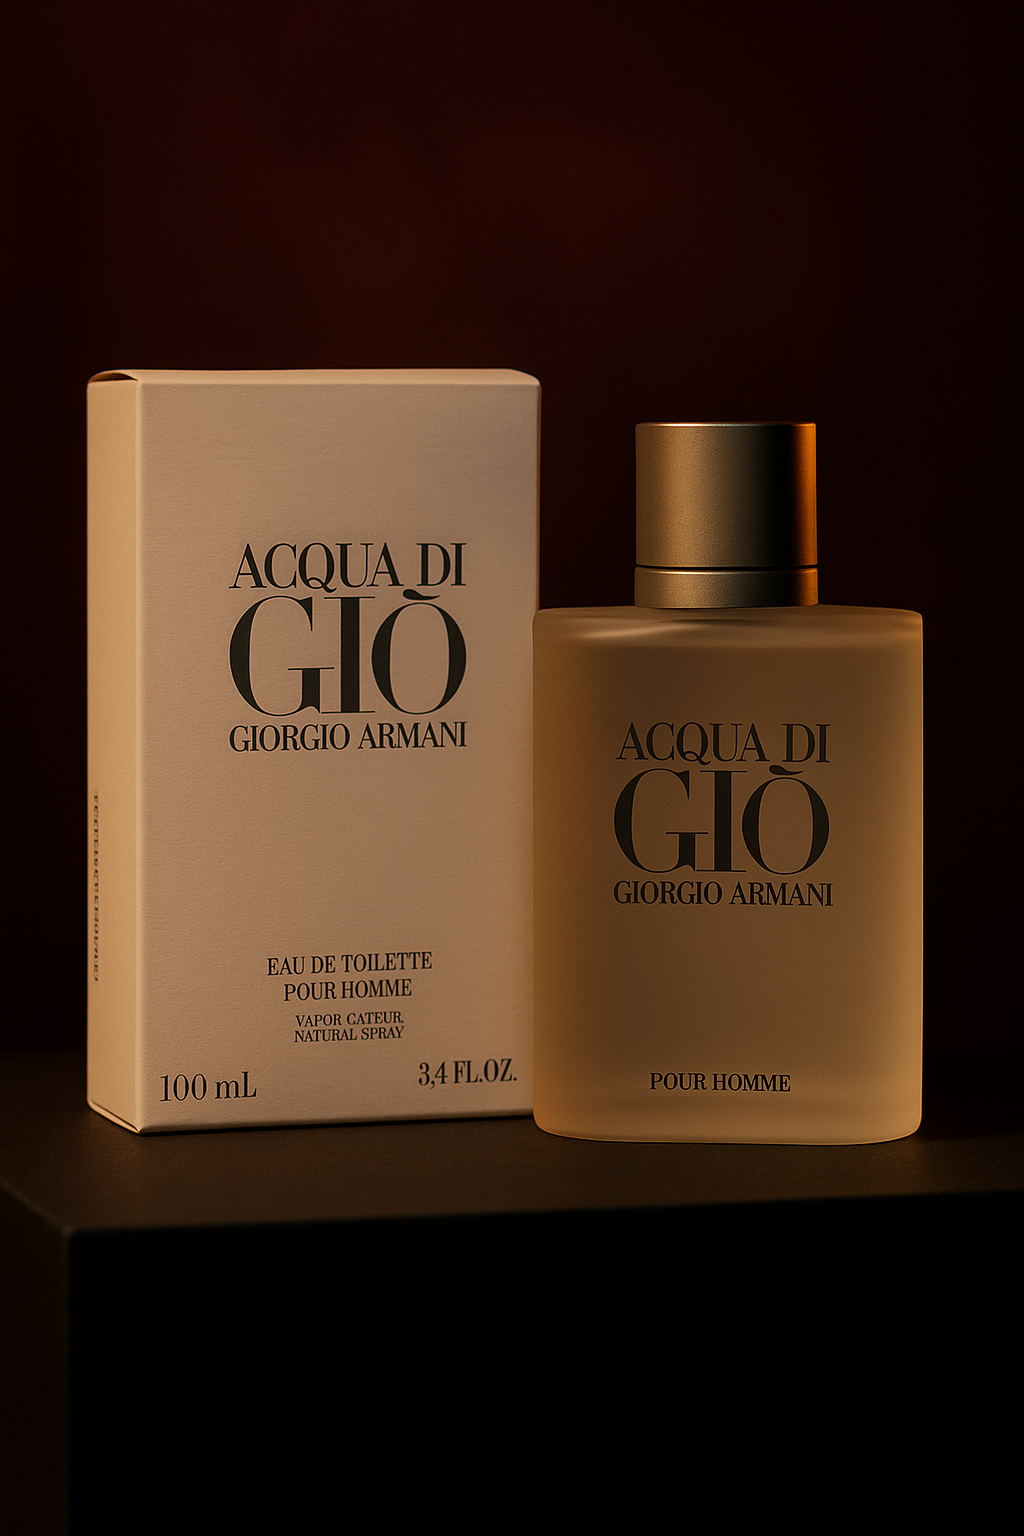 ACQUA DI
GIÒ
GIORGIO ARMANI
EAU DE TOILETTE
POUR HOMME
VAPOR CATEUR,
NATURAL SPRAY
100 mL
3,4 FL.OZ.
ACQUA DI
GIÒ
GIORGIO ARMANI
POUR HOMME